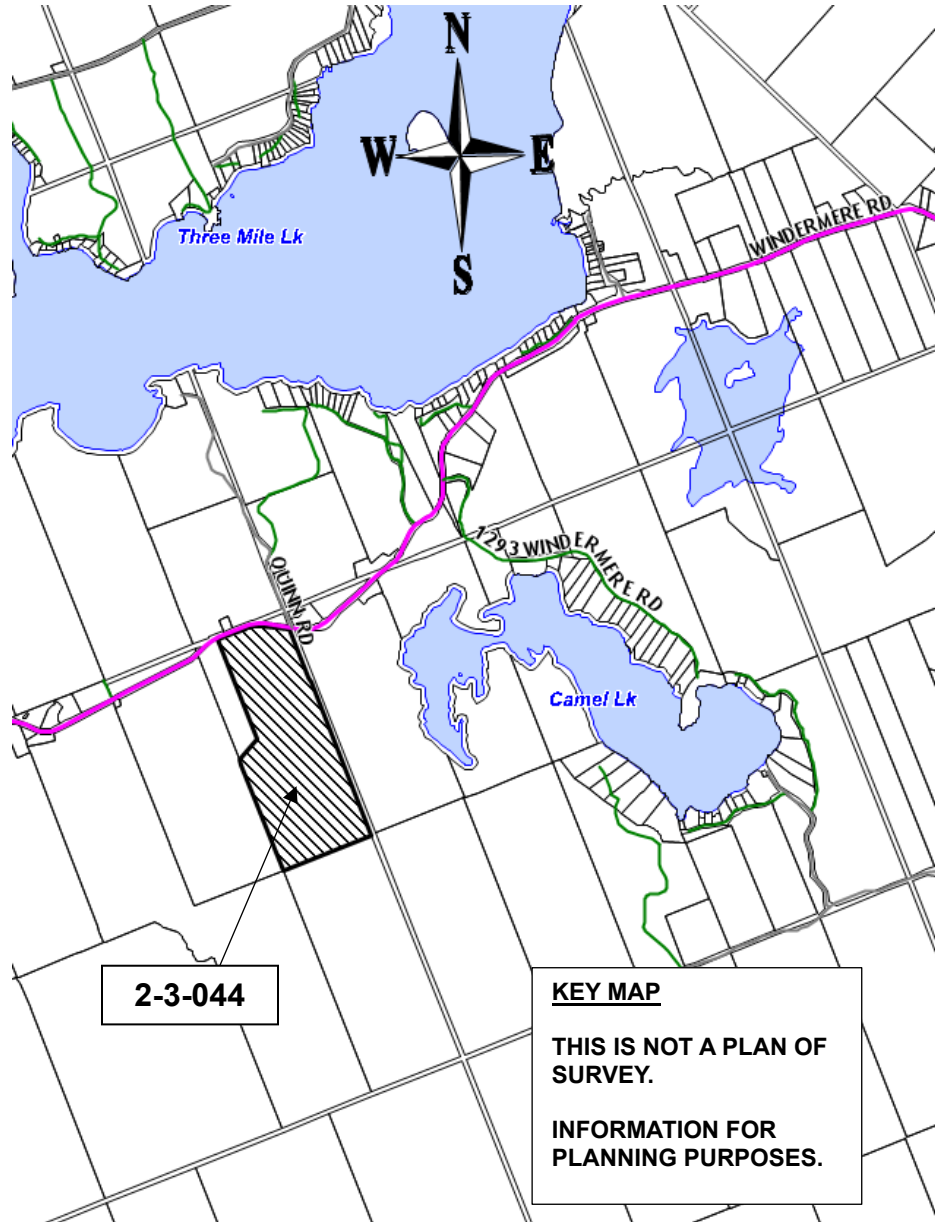 N
W E
S
Three Mile Lk
WINDERMERE RD
1293 WINDERMERE RD
QUINN RD
Camel Lk
2-3-044
KEY MAP
THIS IS NOT A PLAN OF
SURVEY.
INFORMATION FOR
PLANNING PURPOSES.